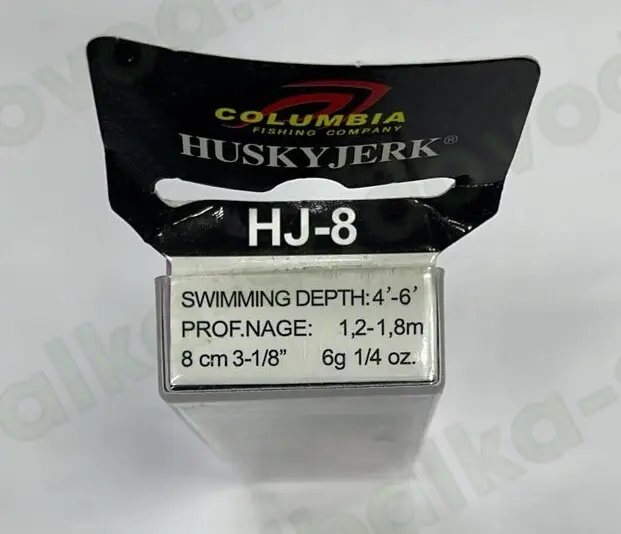 COLUMBIA
FISHING COMPANY
HUSKYJERK®
HJ-8
SWIMMING DEPTH: 4'-6'
PROF.NAGE: 1,2-1,8m
8 cm 3-1/8" 6g 1/4 oz.